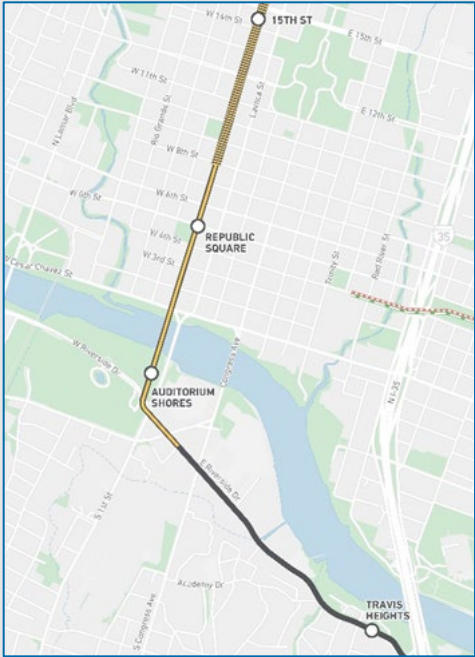 W 14th St
15TH ST
E 15th St
W 11th St
Lavaca St
Rio Grande St
N Lamar Blvd
E 12th St
W 8th St
W 6th St
W 5th St
W 4th St
REPUBLIC
SQUARE
W 3rd St
Trinity St
Red River St
35
W Cesar Chavez St
N I-35
W Riverside Dr
Congress Ave
AUDITORIUM
SHORES
E Riverside Dr
S 1st St
Academy Dr
S Congress Ave
TRAVIS
HEIGHTS